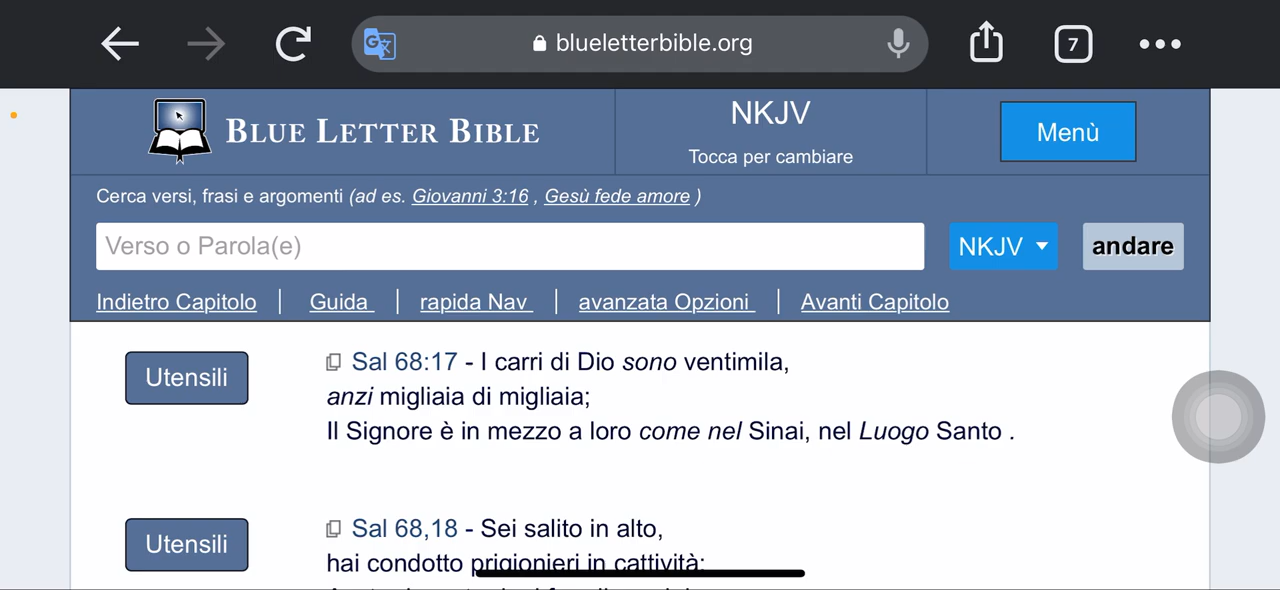 blueletterbible.org
7
BLUE LETTER BIBLE
NKJV
Tocca per cambiare
Menù
Cerca versi, frasi e argomenti (ad es. Giovanni 3:16 , Gesù fede amore )
Verso o Parola(e)
NKJV
andare
Indietro Capitolo | Guida | rapida Nav | avanzata Opzioni | Avanti Capitolo
Utensili
Sal 68:17 - I carri di Dio sono ventimila,
anzi migliaia di migliaia;
Il Signore è in mezzo a loro come nel Sinai, nel Luogo Santo .
Utensili
Sal 68,18 - Sei salito in alto,
hai condotto prigionieri in cattività;